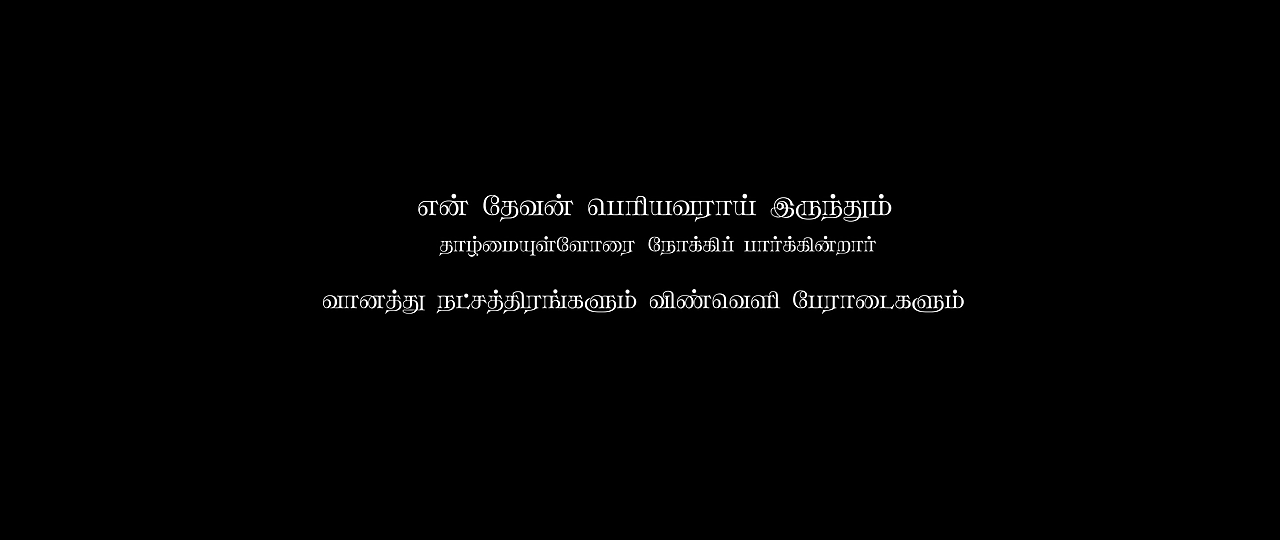 என் தேவன் பெரியவராய் இருந்தும்
தாழ்மையுள்ளோரை நோக்கிப் பார்க்கின்றார்
வானத்து நட்சத்திரங்களும் விண்வெளி பேராடைகளும்